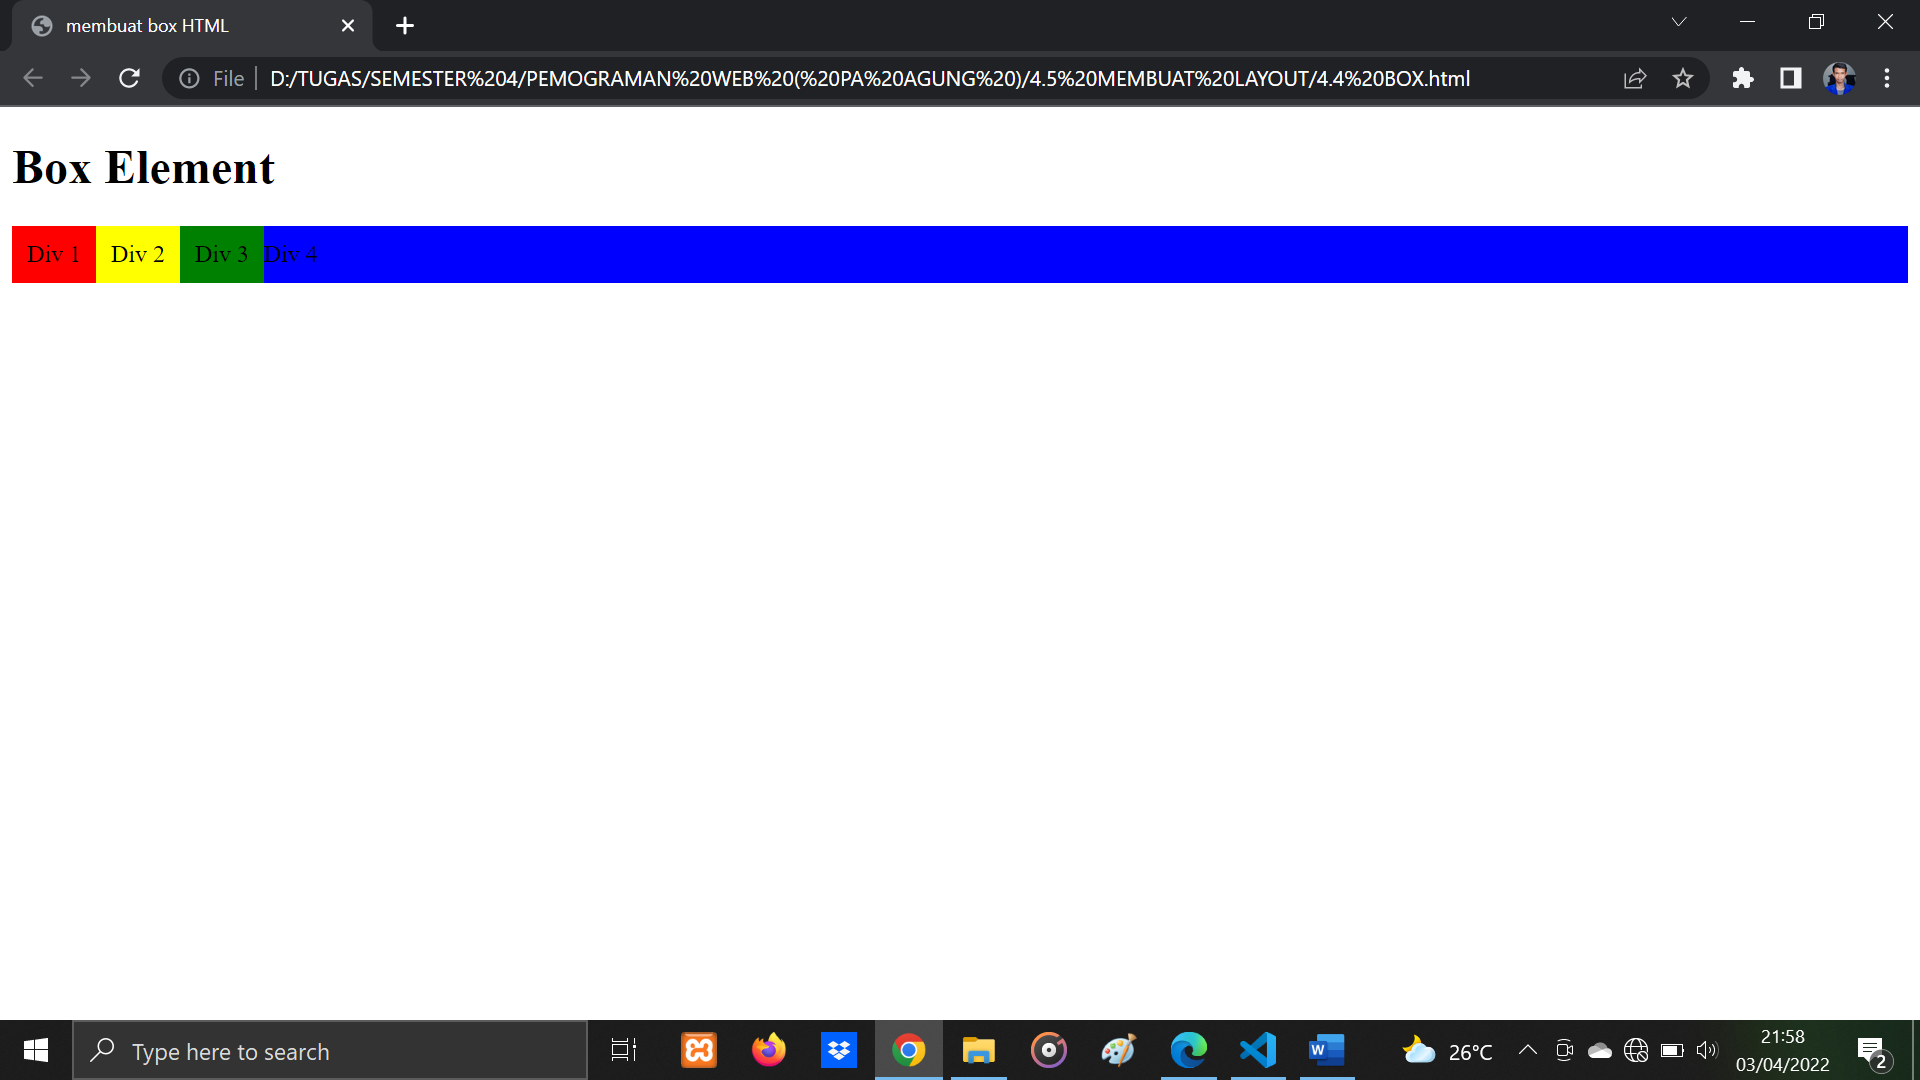 membuat box HTML
File D:/TUGAS/SEMESTER%204/PEMOGRAMAN%20WEB%20(%20PA%20AGUNG%20)/4.5%20MEMBUAT%20LAYOUT/4.4%20BOX.html
Box Element
Div 1 Div 2 Div 3 Div 4
Type here to search
W
26°C
21:58
03/04/2022
2